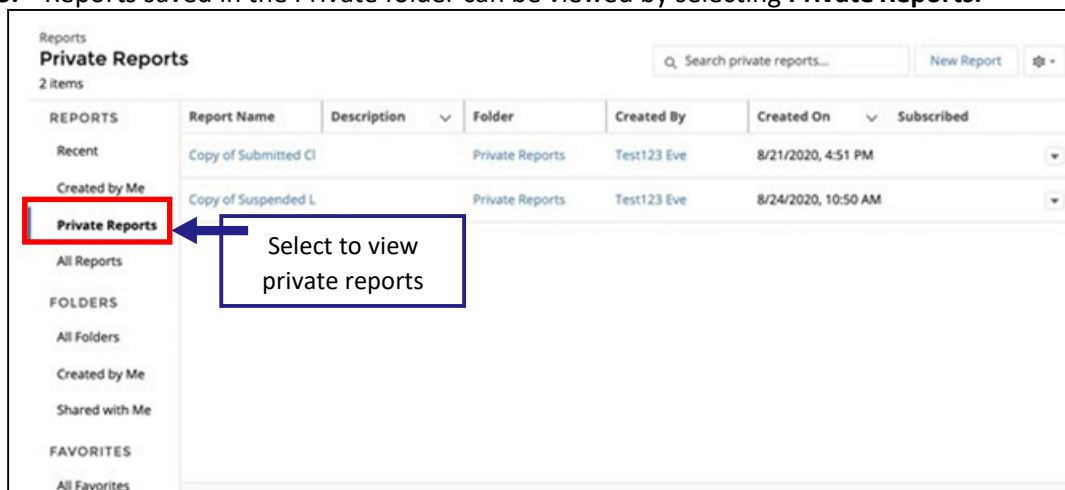 Reports saved in the Private folder can be viewed by selecting Private Reports.
Reports
Private Reports
2 items
Search private reports...
New Report
REPORTS
Report Name Description Folder Created By Created On Subscribed
Recent
Copy of Submitted Cl Private Reports Test123 Eve 8/21/2020, 4:51 PM
Created by Me
Copy of Suspended L Private Reports Test123 Eve 8/24/2020, 10:50 AM
Private Reports
Select to view
private reports
All Reports
FOLDERS
All Folders
Created by Me
Shared with Me
FAVORITES
All Favorites